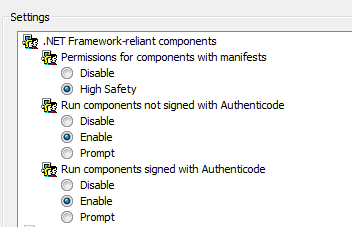 Settings
.NET Framework-reliant components
Permissions for components with manifests
Disable
High Safety
Run components not signed with Authenticode
Disable
Enable
Prompt
Run components signed with Authenticode
Disable
Enable
Prompt